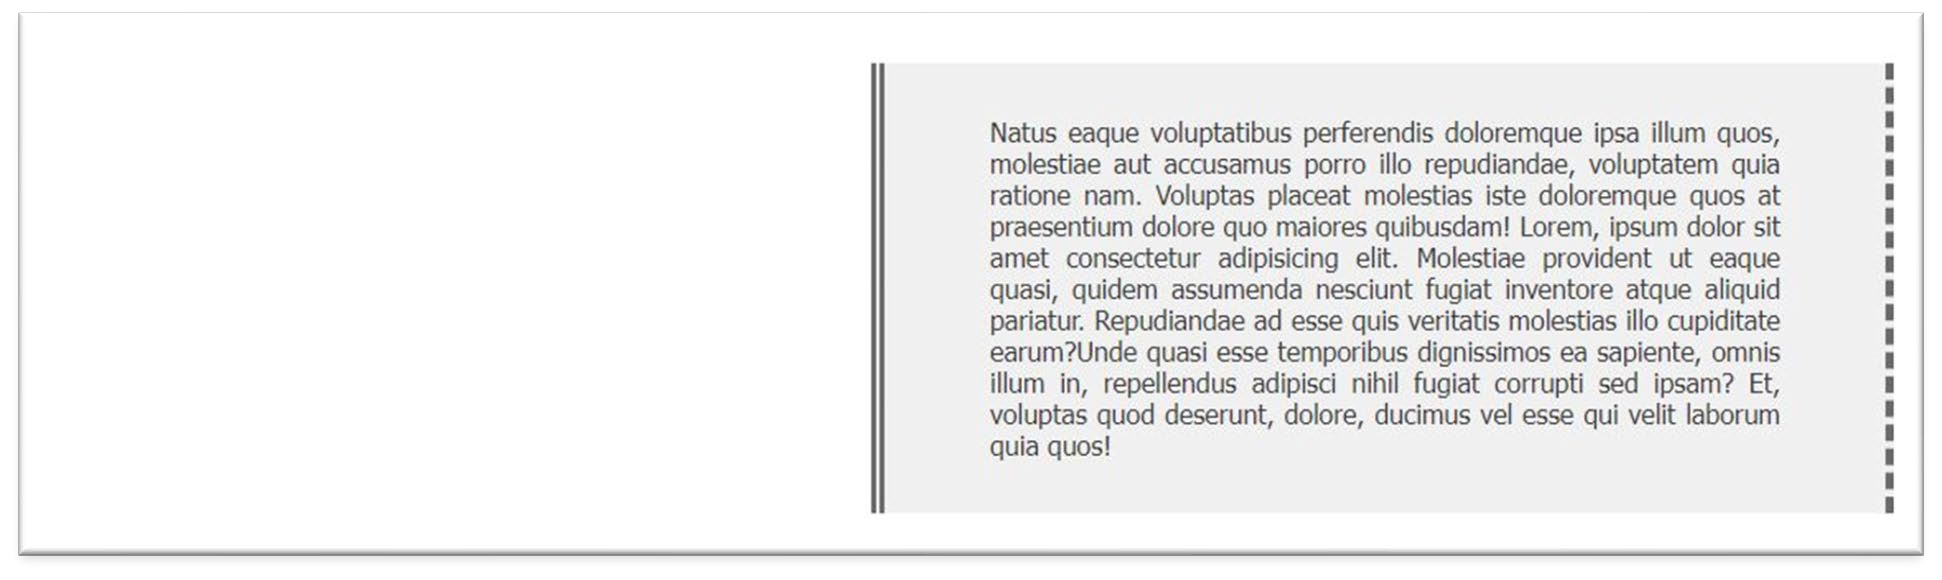 Natus eaque voluptatibus perferendis doloremque ipsa illum quos,
molestiae aut accusamus porro illo repudiandae, voluptatem quia
ratione nam. Voluptas placeat molestias iste doloremque quos at
praesentium dolore quo maiores quibusdam! Lorem, ipsum dolor sit
amet consectetur adipisicing elit. Molestiae provident ut eaque
quasi, quidem assumenda nesciunt fugiat inventore atque aliquid
pariatur. Repudiandae ad esse quis veritatis molestias illo cupiditate
earum?Unde quasi esse temporibus dignissimos ea sapiente, omnis
illum in, repellendus adipisci nihil fugiat corrupti sed ipsam? Et,
voluptas quod deserunt, dolore, ducimus vel esse qui velit laborum
quia quos!